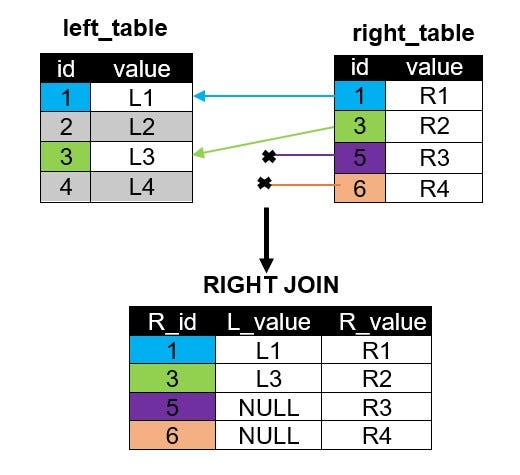 left_table
id value
1 L1
2 L2
3 L3
4 L4
right_table
id value
1 R1
3 R2
5 R3
6 R4
RIGHT JOIN
R_id L_value R_value
1 L1 R1
3 L3 R2
5 NULL R3
6 NULL R4